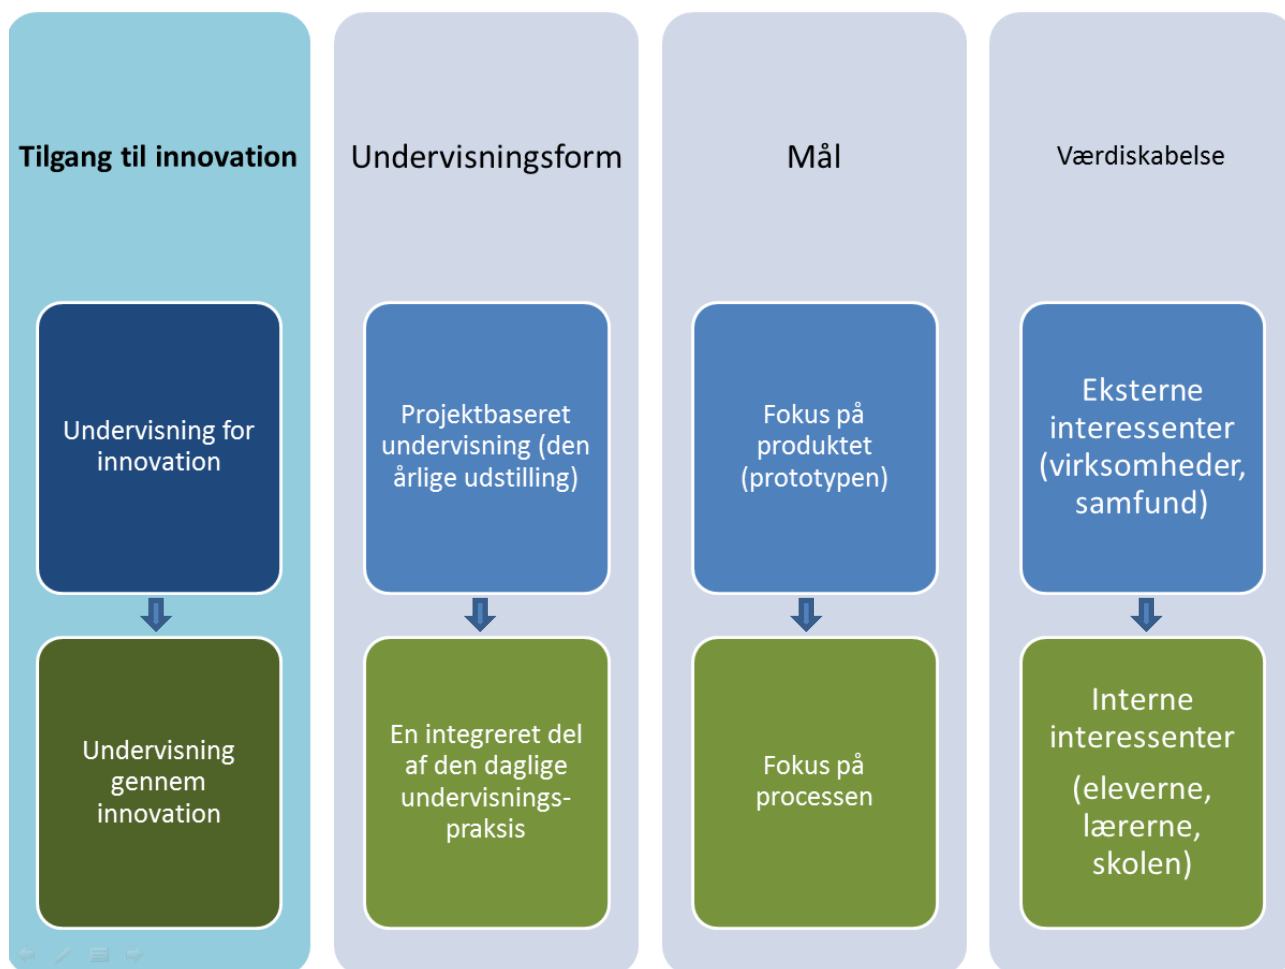 Tilgang til innovation
Undervisningsform
Mål
Værdiskabelse
Undervisning for
innovation
Projektbaseret
undervisning (den
årlige udstilling)
Fokus på
produktet
(prototypen)
Eksterne
interessenter
(virksomheder,
samfund)
Undervisning
gennem
innovation
En integreret del
af den daglige
undervisnings-
praksis
Fokus på
processen
Interne
interessenter
(eleverne,
lærerne,
skolen)